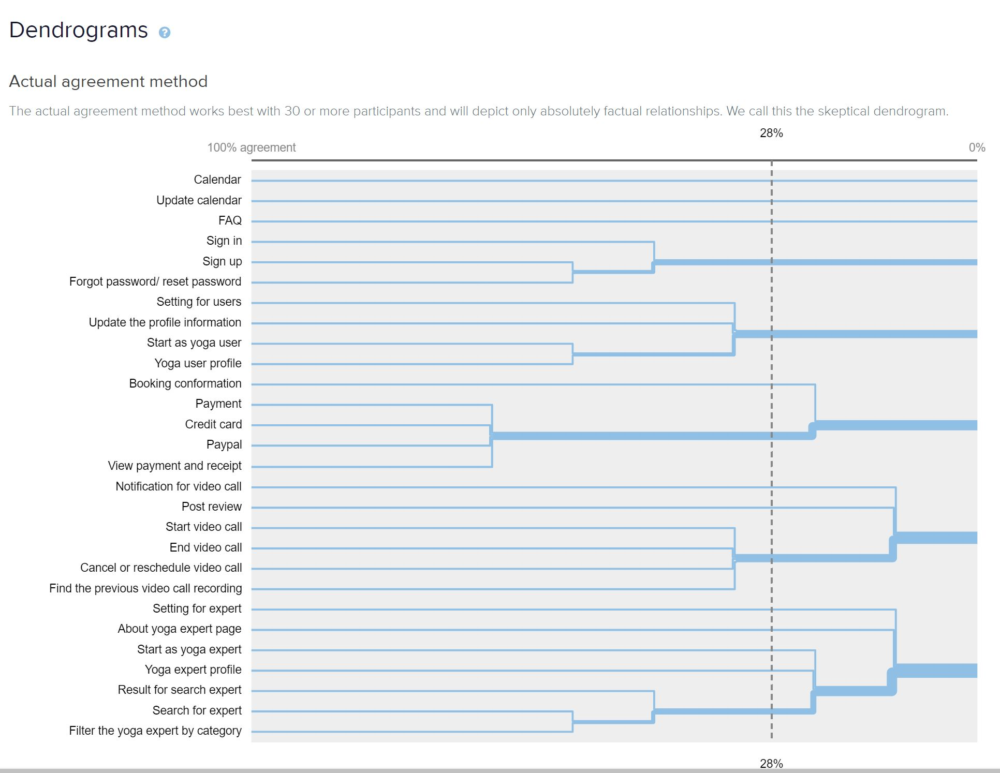 Dendrograms ?
Actual agreement method
The actual agreement method works best with 30 or more participants and will depict only absolutely factual relationships. We call this the skeptical dendrogram.
28%
100% agreement 0%
Calendar
Update calendar
FAQ
Sign in
Sign up
Forgot password/ reset password
Setting for users
Update the profile information
Start as yoga user
Yoga user profile
Booking conformation
Payment
Credit card
Paypal
View payment and receipt
Notification for video call
Post review
Start video call
End video call
Cancel or reschedule video call
Find the previous video call recording
Setting for expert
About yoga expert page
Start as yoga expert
Yoga expert profile
Result for search expert
Search for expert
Filter the yoga expert by category
28%